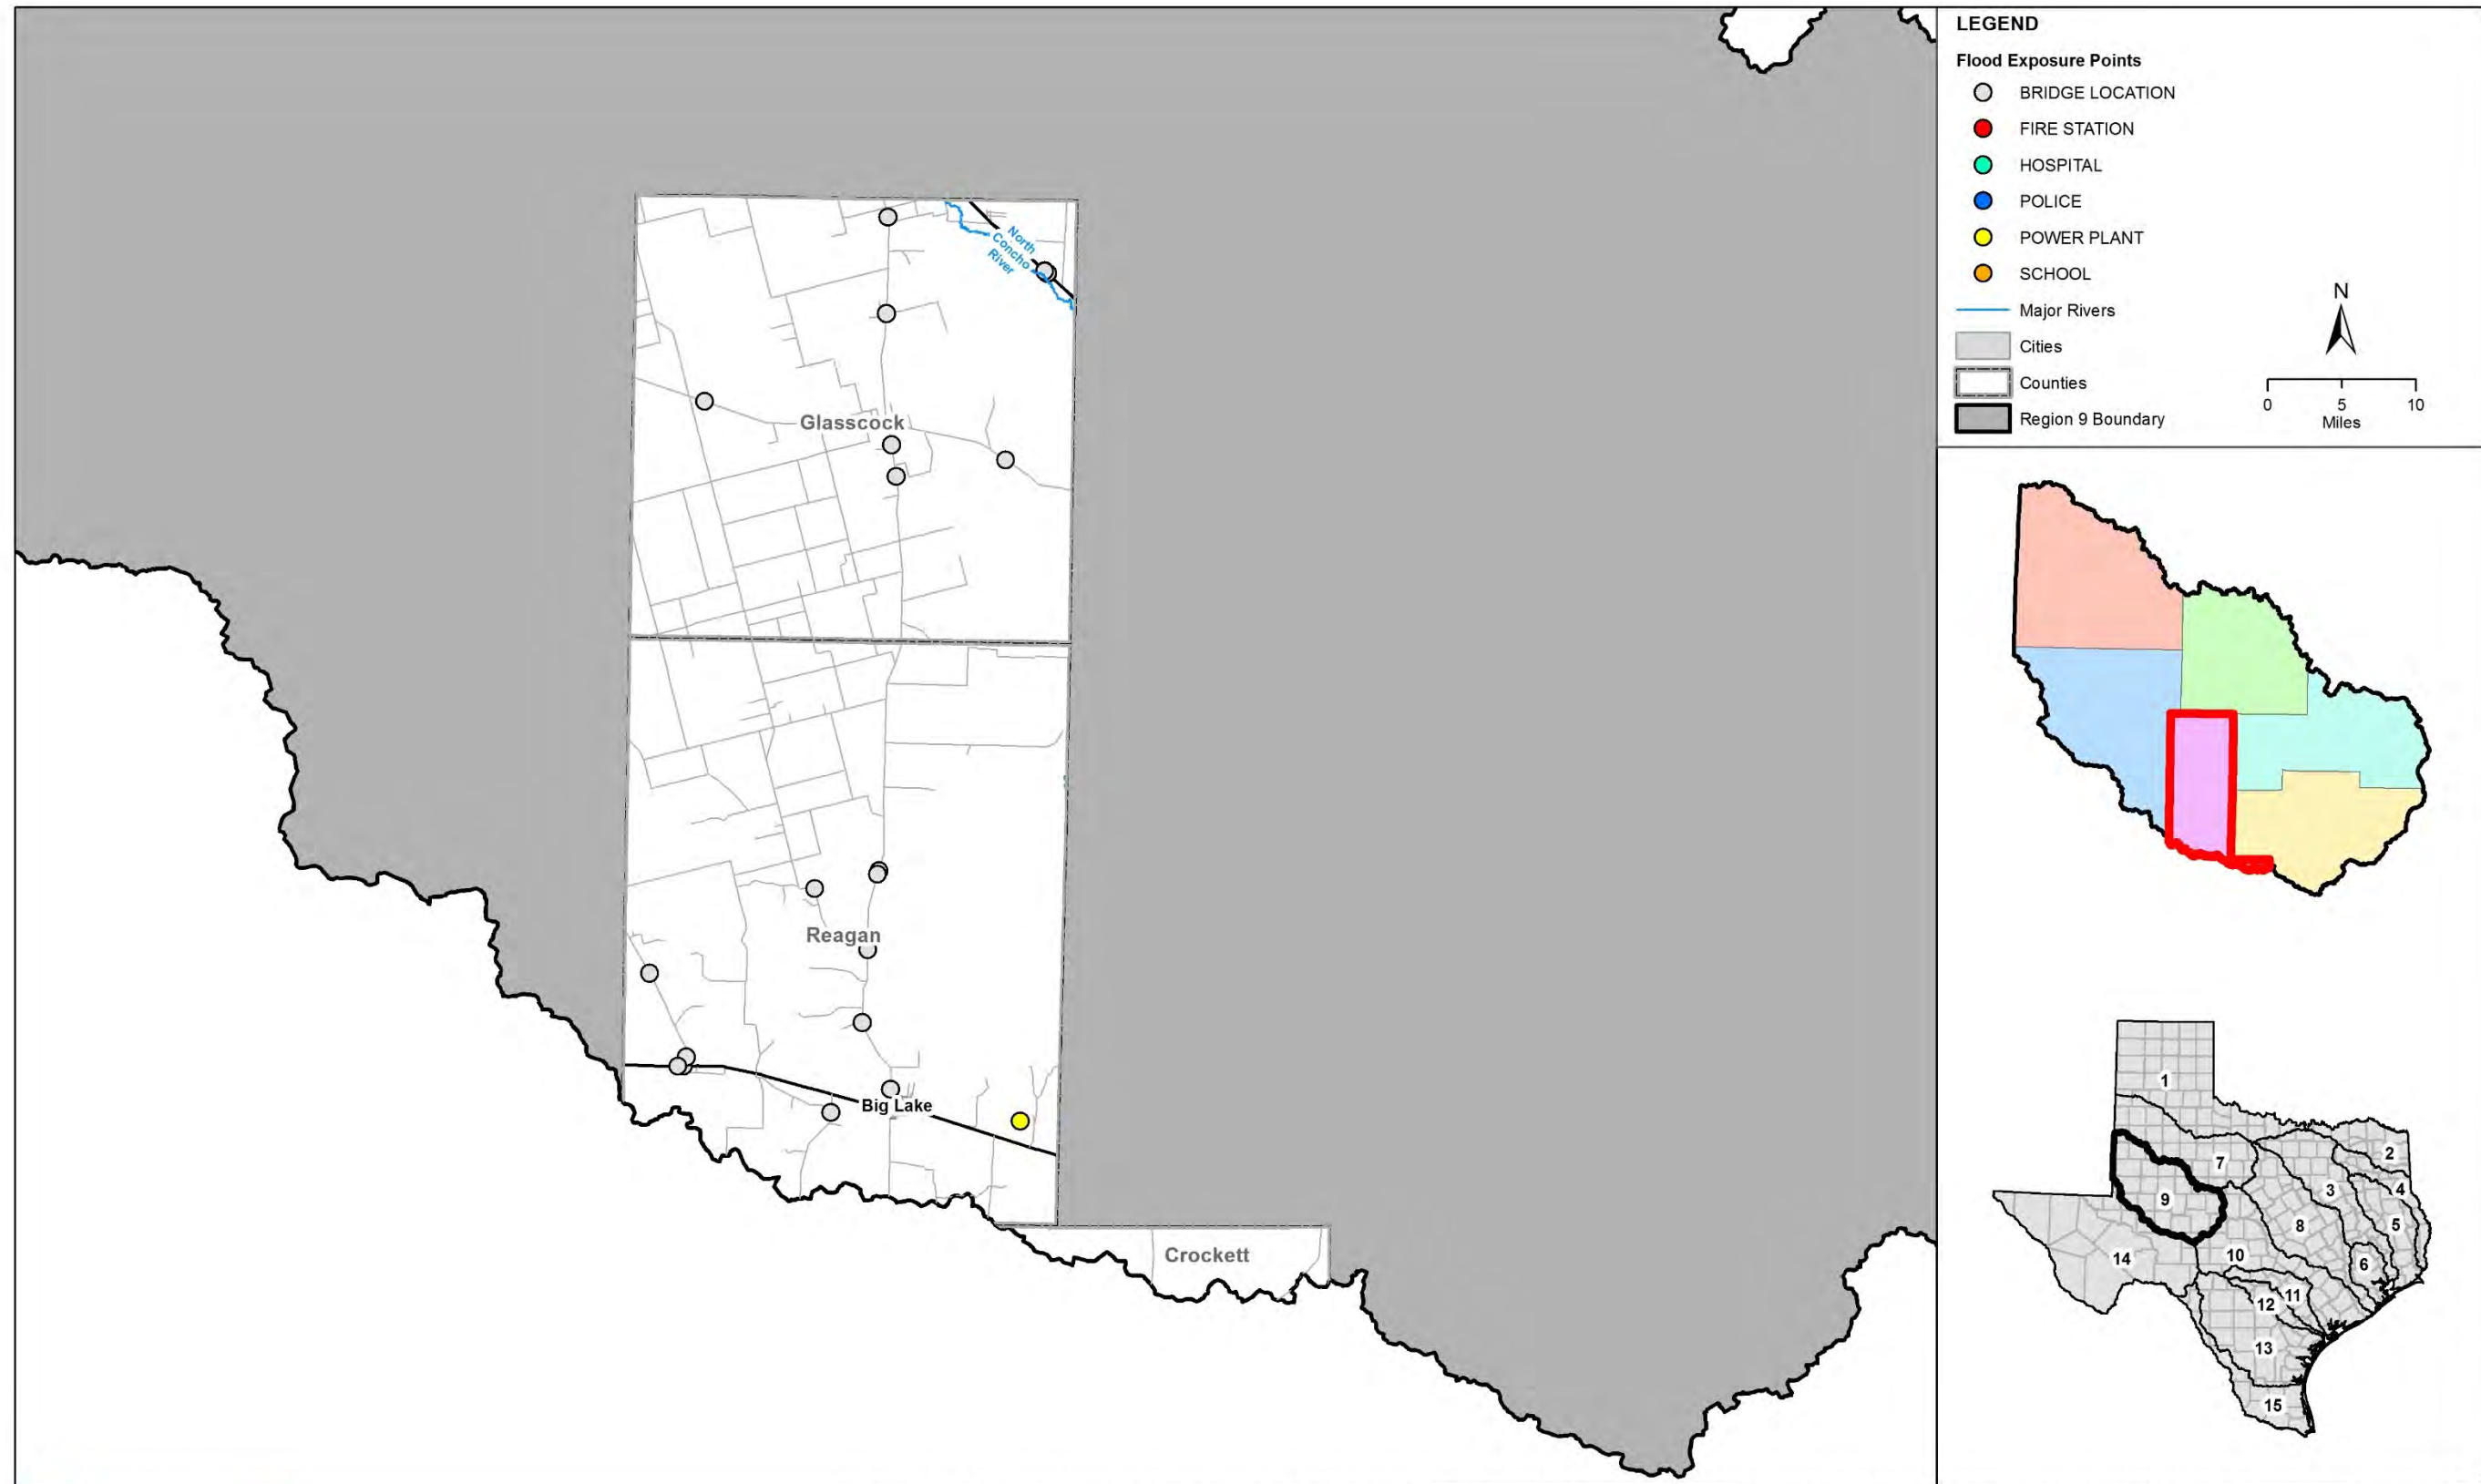 North
Concho
River
Glasscock
Reagan
Big Lake
Crockett
LEGEND
Flood Exposure Points
BRIDGE LOCATION
FIRE STATION
HOSPITAL
POLICE
POWER PLANT
SCHOOL
Major Rivers
Cities
Counties
Region 9 Boundary
N
0 5 10
Miles
1
2
7
3
4
9
8
5
10
14
6
11
12
13
15